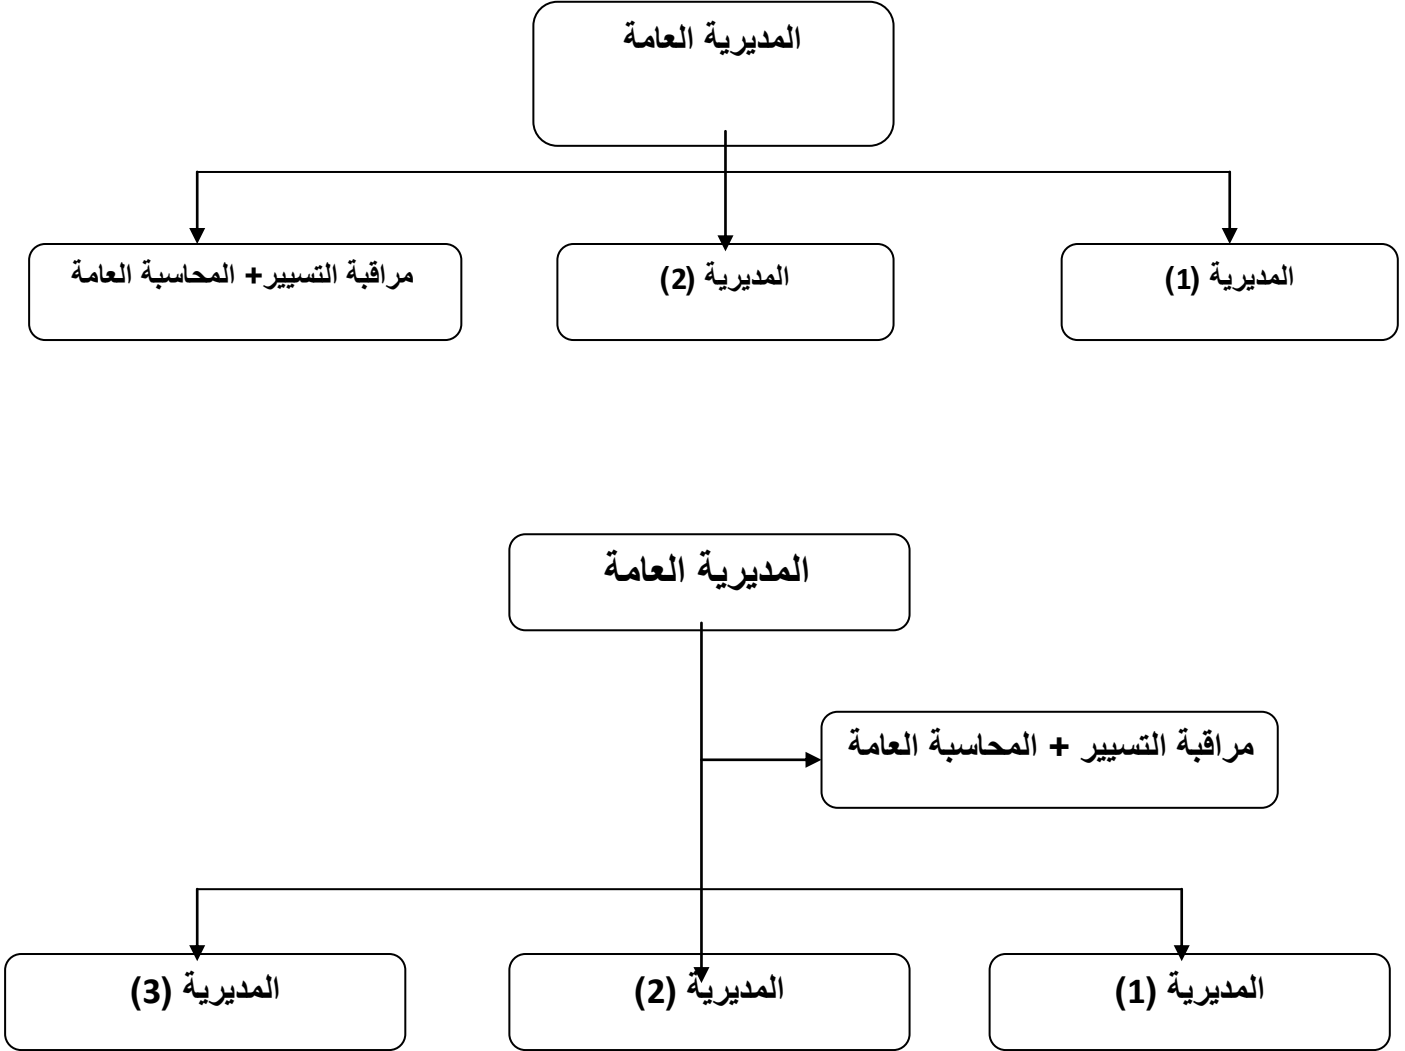 المديرية العامة
المديرية (1)
المديرية (2)
مراقبة التسيير+ المحاسبة العامة
المديرية العامة
مراقبة التسيير + المحاسبة العامة
المديرية (1)
المديرية (2)
المديرية (3)